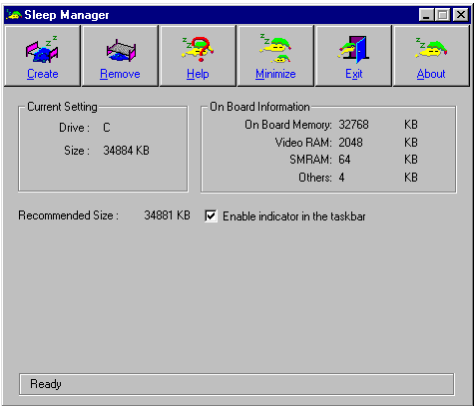 Sleep Manager
Create Remove Help Minimize Exit About
Current Setting
Drive : C
Size : 34884 KB
On Board Information
On Board Memory: 32768 KB
Video RAM: 2048 KB
SMRAM: 64 KB
Others: 4 KB
Recommended Size : 34881 KB Enable indicator in the taskbar
Ready